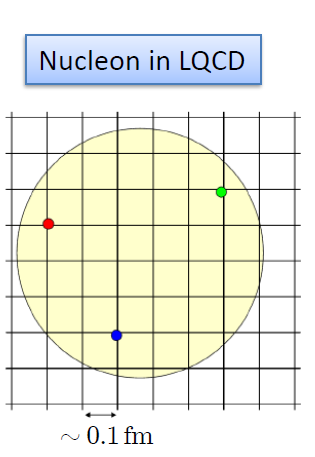 Nucleon in LQCD
∼ 0.1 fm